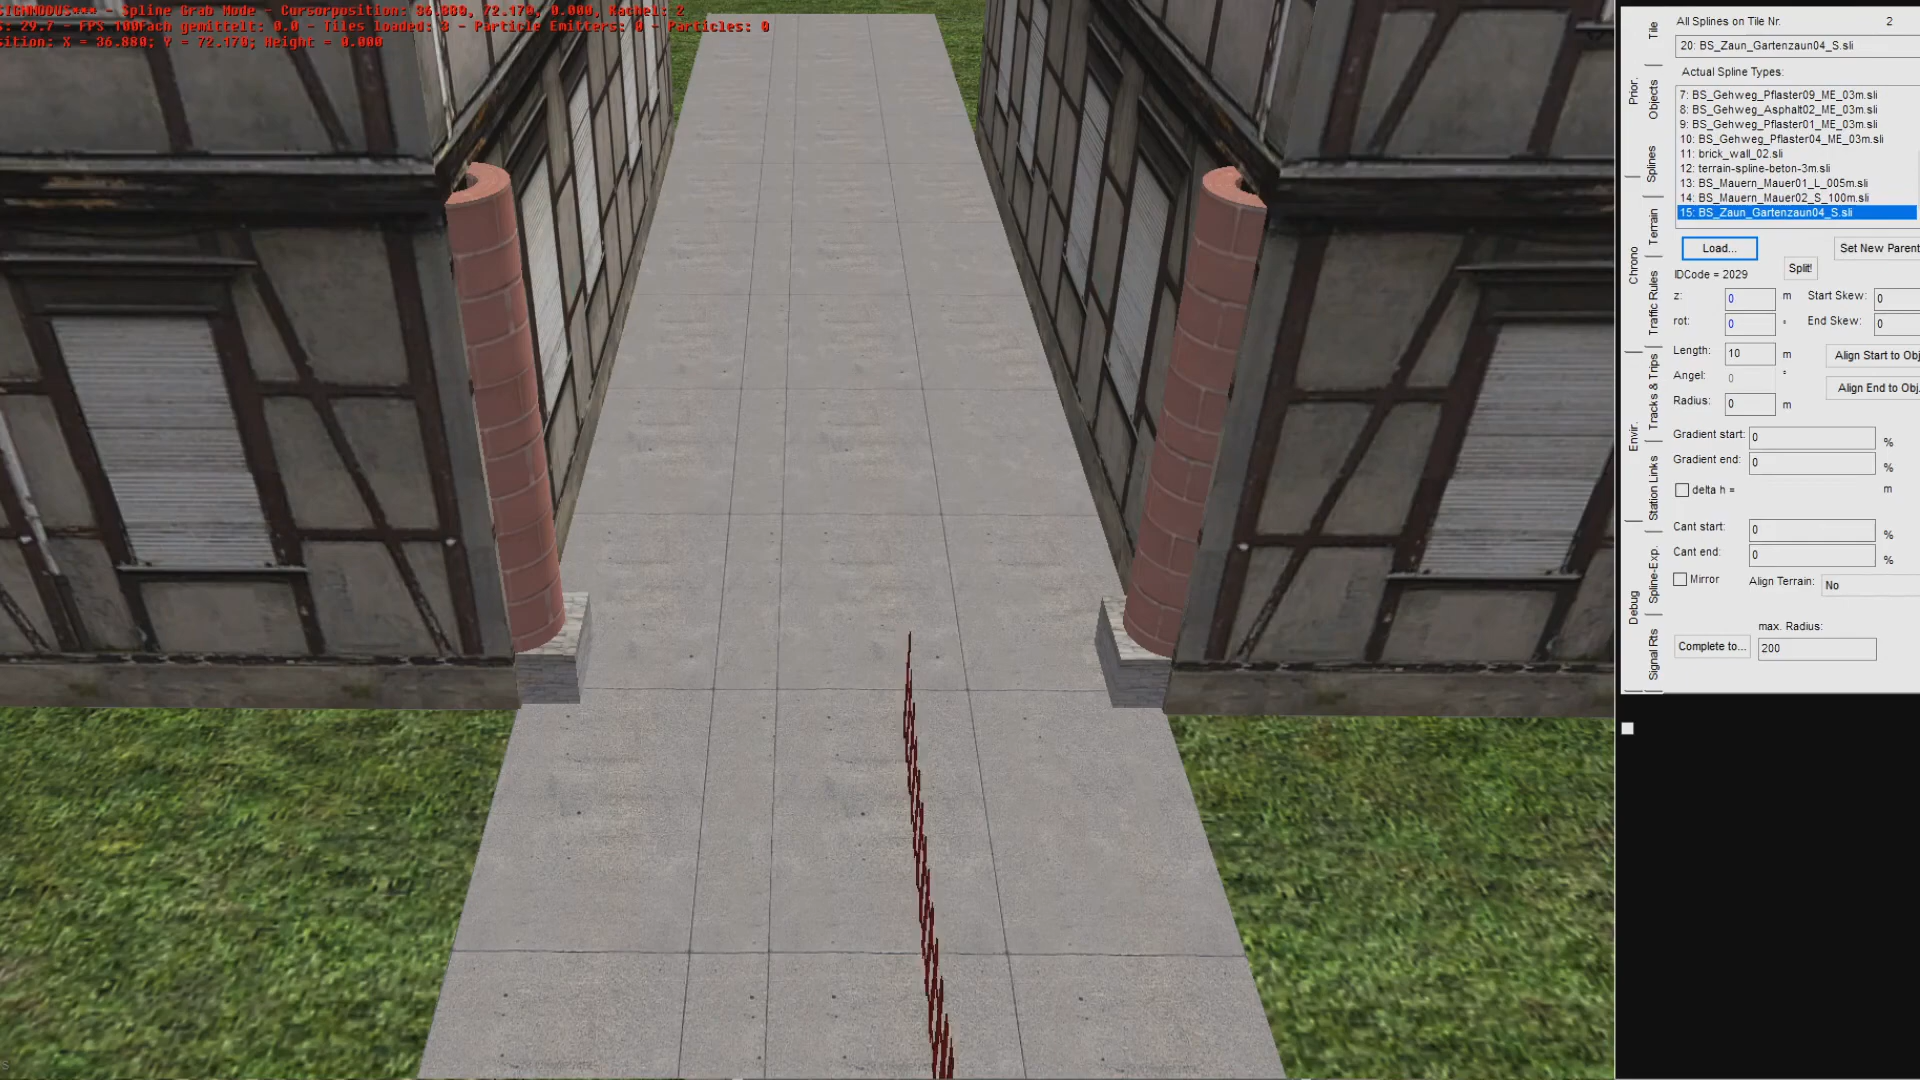 SIGNMODUS*** - Spline Grab Mode - Cursorposition: 36.880, 72.170, 0.000, Kachel: 2
S: 29.7 - FPS 100Fach gemittelt: 0.0 - Tiles loaded: 3 - Particle Emitters: 0 - Particles: 0
sition: X = 36.880; Y = 72.170; Height = 0.000
Tile
Objects
Splines
Terrain
Traffic Rules
Tracks & Trips
Station Links
Spline-Exp.
Signal Rts
Prior.
Chrono
Envir.
Debug
All Splines on Tile Nr. 2
20: BS_Zaun_Gartenzaun04_S.sli
Actual Spline Types:
7: BS_Gehweg_Pflaster09_ME_03m.sli
8: BS_Gehweg_Asphalt02_ME_03m.sli
9: BS_Gehweg_Pflaster01_ME_03m.sli
10: BS_Gehweg_Pflaster04_ME_03m.sli
11: brick_wall_02.sli
12: terrain-spline-beton-3m.sli
13: BS_Mauern_Mauer01_L_005m.sli
14: BS_Mauern_Mauer02_S_100m.sli
15: BS_Zaun_Gartenzaun04_S.sli
Load... Set New Parent
IDCode = 2029 Split!
z: 0 m Start Skew: 0
rot: 0 ° End Skew: 0
Length: 10 m Align Start to Obj
Angel: 0 °
Align End to Obj.
Radius: 0 m
Gradient start: 0 %
Gradient end: 0 %
delta h = m
Cant start: 0 %
Cant end: 0 %
Mirror Align Terrain: No
max. Radius:
Complete to... 200